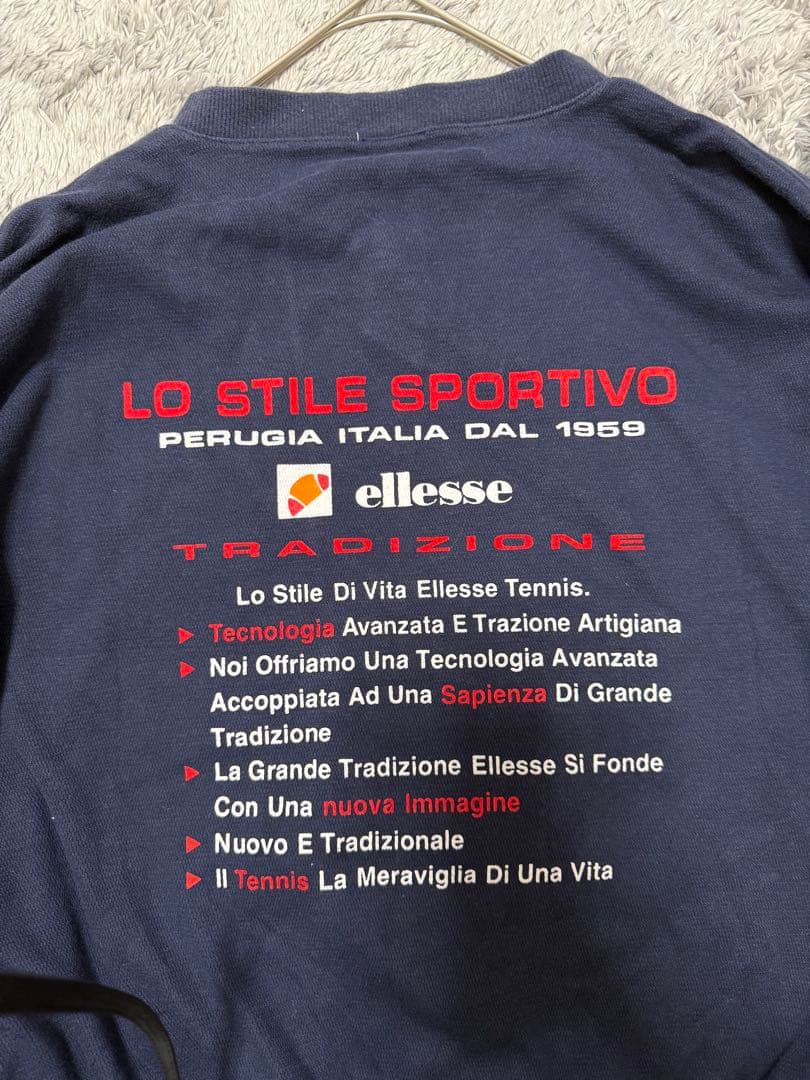 LO STILE SPORTIVO
PERUGIA ITALIA DAL 1959
ellesse
TRADIZIONE
Lo Stile Di Vita Ellesse Tennis.
Tecnologia Avanzata E Trazione Artigiana
Noi Offriamo Una Tecnologia Avanzata
Accoppiata Ad Una Sapienza Di Grande
Tradizione
La Grande Tradizione Ellesse Si Fonde
Con Una nuova Immagine
Nuovo E Tradizionale
Il Tennis La Meraviglia Di Una Vita